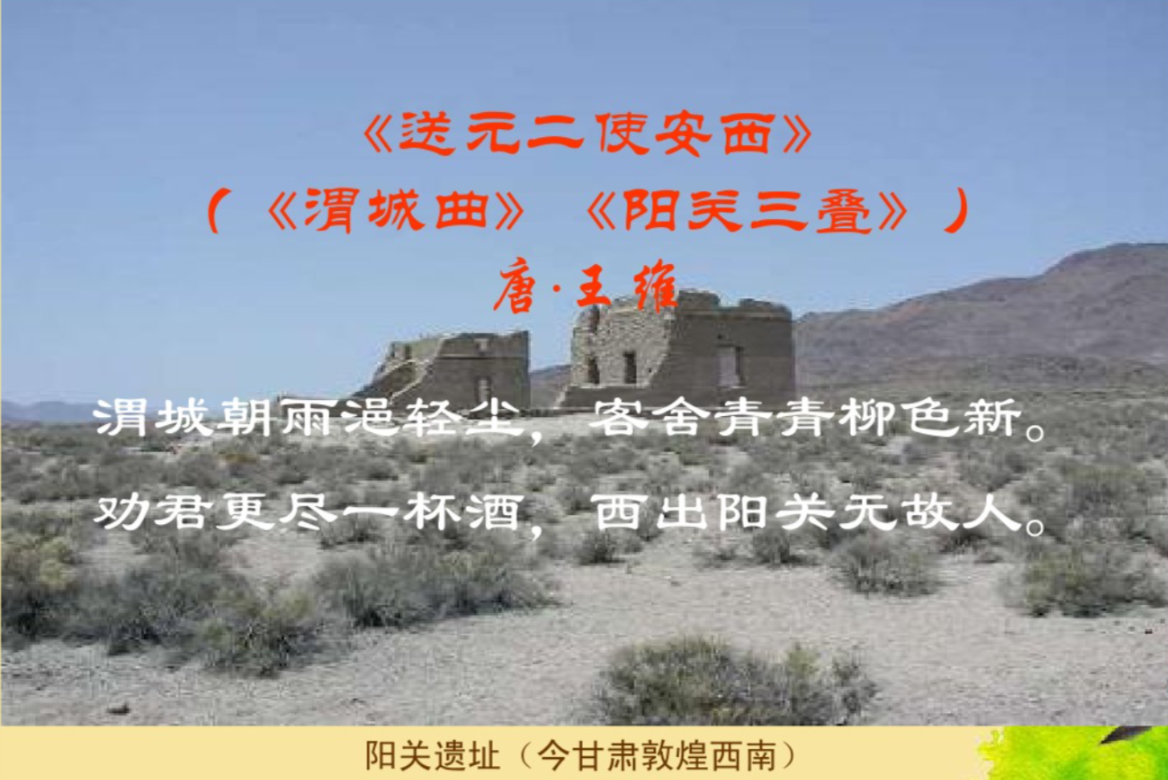 《送元二使安西》
（《渭城曲》《阳关三叠》）
唐·王维
渭城朝雨浥轻尘，客舍青青柳色新。
劝君更尽一杯酒，西出阳关无故人。
阳关遗址（今甘肃敦煌西南）